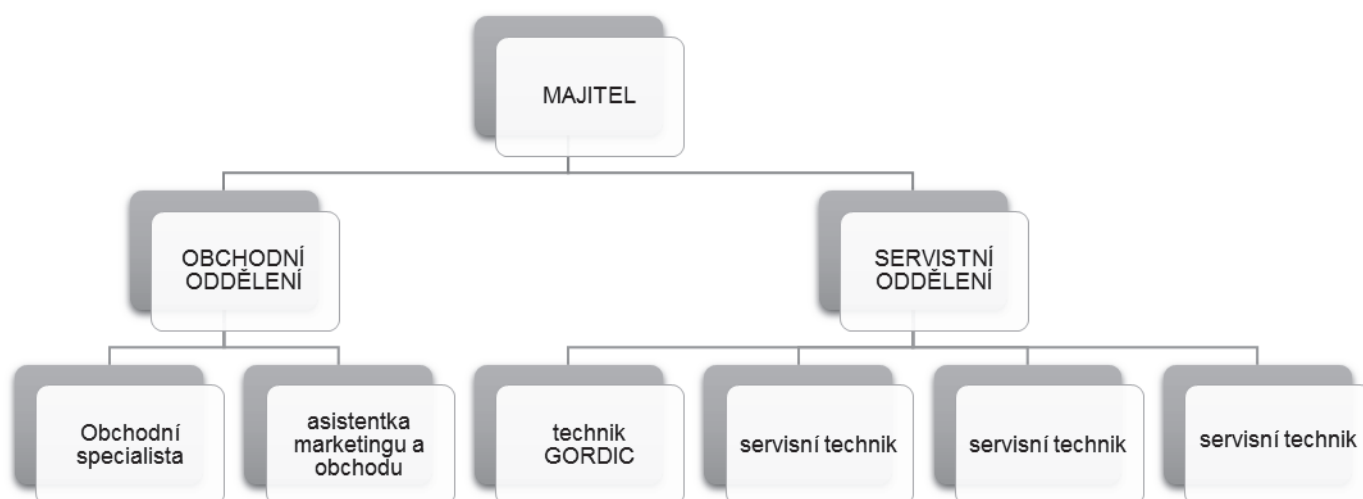 MAJITEL
OBCHODNÍ
ODDĚLENÍ
SERVISTNÍ
ODDĚLENÍ
Obchodní
specialista
asistentka
marketingu a
obchodu
technik
GORDIC
servisní technik
servisní technik
servisní technik